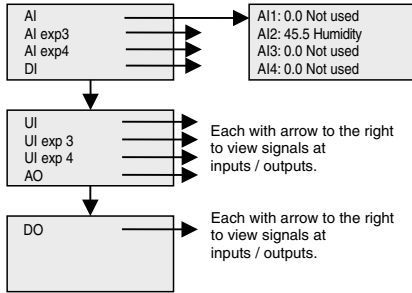 AI
AI exp3
AI exp4
DI
AI1: 0.0 Not used
AI2: 45.5 Humidity
AI3: 0.0 Not used
AI4: 0.0 Not used
UI
UI exp 3
UI exp 4
AO
Each with arrow to the right
to view signals at
inputs / outputs.
DO
Each with arrow to the right
to view signals at
inputs / outputs.